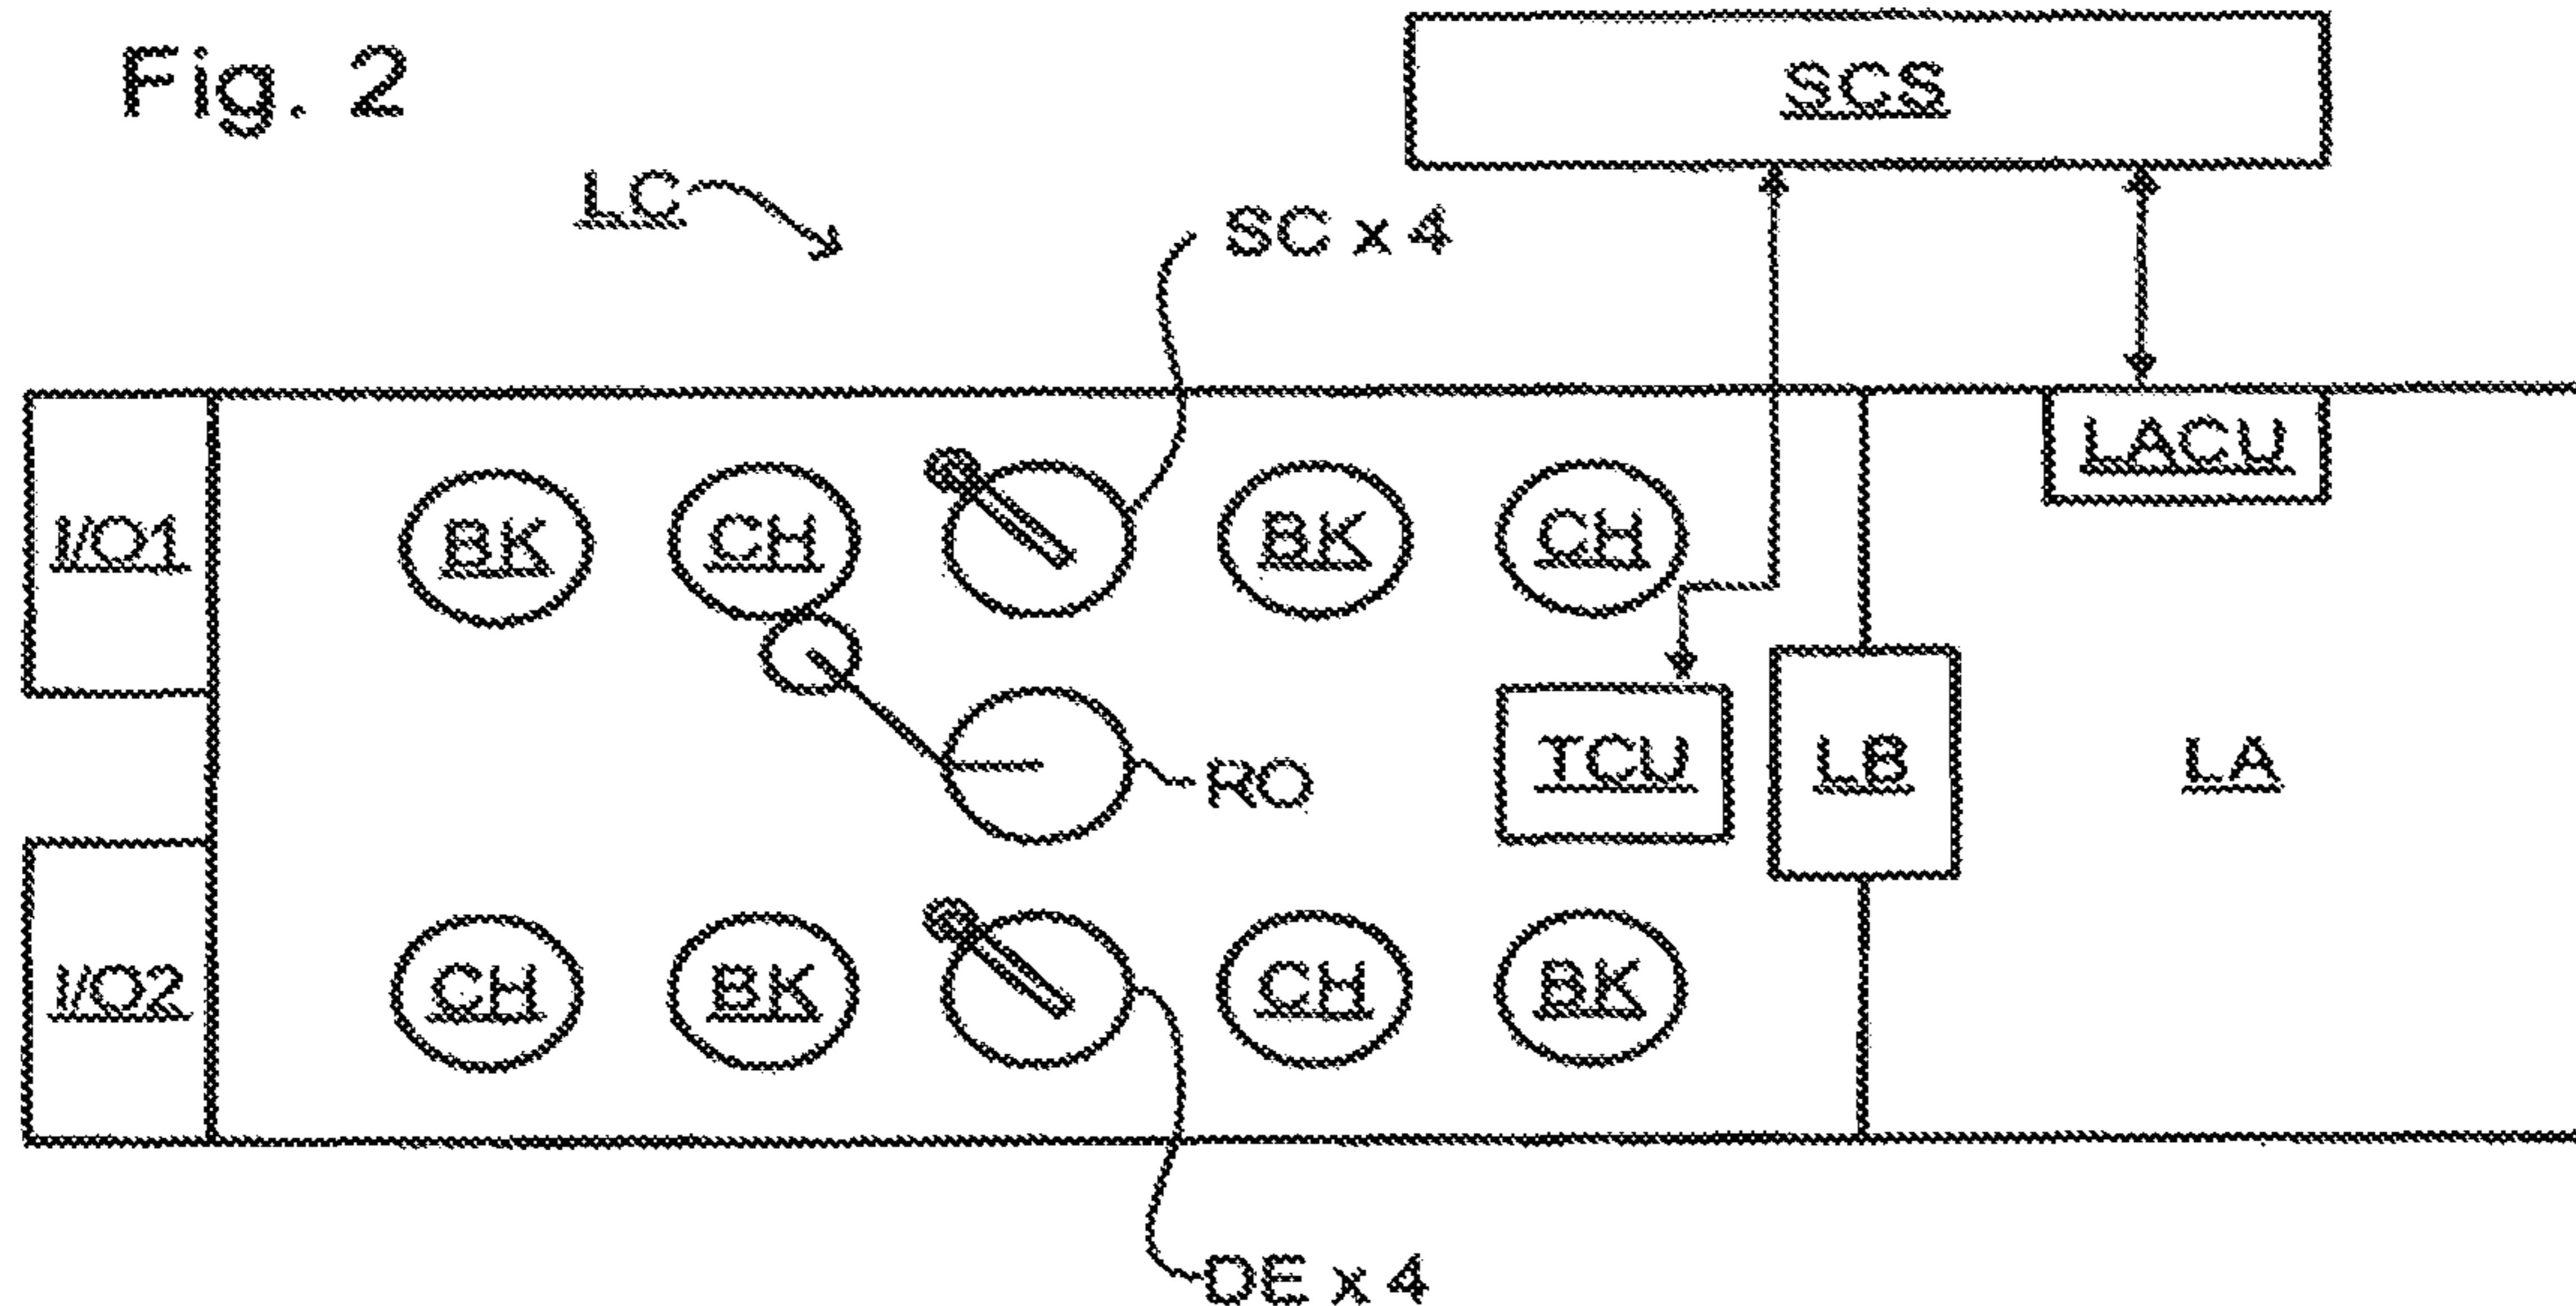 Fig. 2
SCS
LC
SC x 4
LACU
I/O1
BK
CH
BK
CH
RO
TCU
LB
LA
I/O2
CH
BK
CH
BK
DE x 4